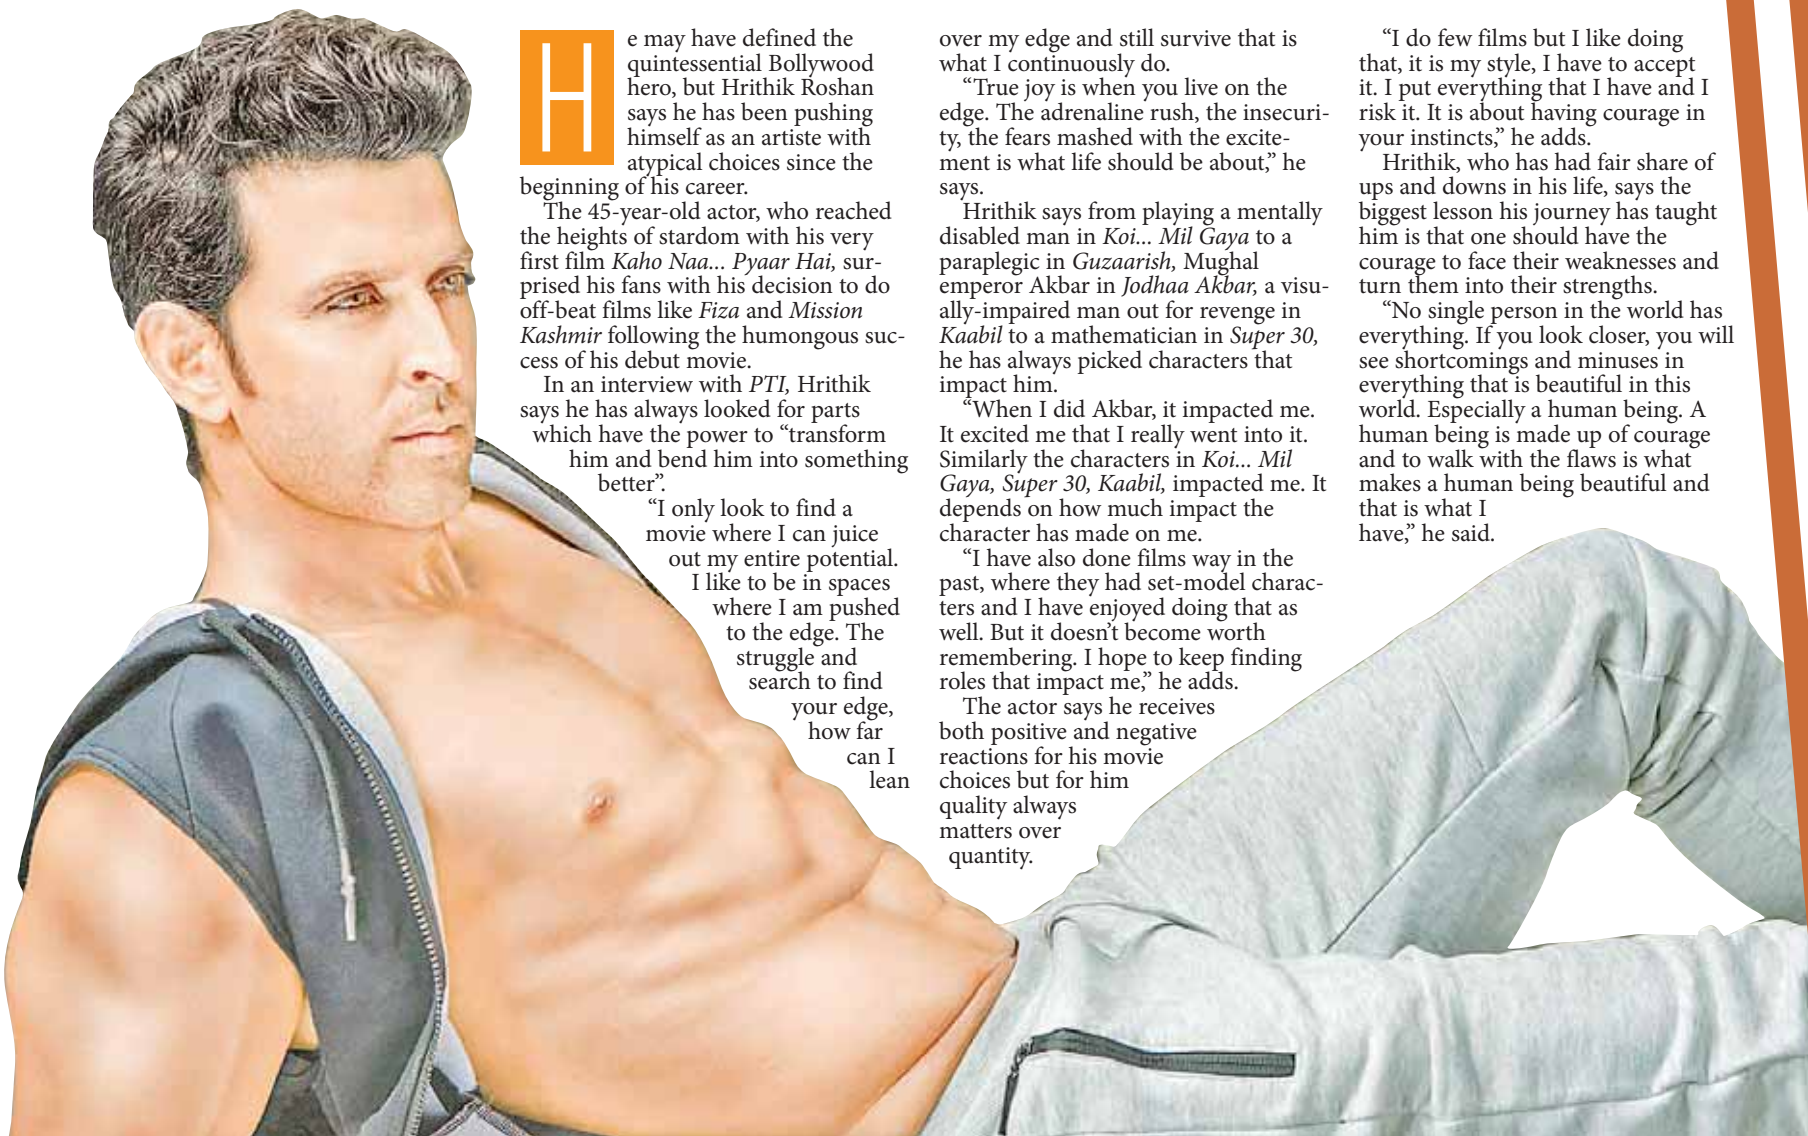 He may have defined the
quintessential Bollywood
hero, but Hrithik Roshan
says he has been pushing
himself as an artiste with
atypical choices since the
beginning of his career.
The 45-year-old actor, who reached
the heights of stardom with his very
first film Kaho Naa... Pyaar Hai, sur-
prised his fans with his decision to do
off-beat films like Fiza and Mission
Kashmir following the humongous suc-
cess of his debut movie.
In an interview with PTI, Hrithik
says he has always looked for parts
which have the power to “transform
him and bend him into something
better”.
“I only look to find a
movie where I can juice
out my entire potential.
I like to be in spaces
where I am pushed
to the edge. The
struggle and
search to find
your edge,
how far
can I
lean
over my edge and still survive that is
what I continuously do.
“True joy is when you live on the
edge. The adrenaline rush, the insecuri-
ty, the fears mashed with the excite-
ment is what life should be about,” he
says.
Hrithik says from playing a mentally
disabled man in Koi... Mil Gaya to a
paraplegic in Guzaarish, Mughal
emperor Akbar in Jodhaa Akbar, a visu-
ally-impaired man out for revenge in
Kaabil to a mathematician in Super 30,
he has always picked characters that
impact him.
“When I did Akbar, it impacted me.
It excited me that I really went into it.
Similarly the characters in Koi... Mil
Gaya, Super 30, Kaabil, impacted me. It
depends on how much impact the
character has made on me.
“I have also done films way in the
past, where they had set-model charac-
ters and I have enjoyed doing that as
well. But it doesn’t become worth
remembering. I hope to keep finding
roles that impact me,” he adds.
The actor says he receives
both positive and negative
reactions for his movie
choices but for him
quality always
matters over
quantity.
“I do few films but I like doing
that, it is my style, I have to accept
it. I put everything that I have and I
risk it. It is about having courage in
your instincts,” he adds.
Hrithik, who has had fair share of
ups and downs in his life, says the
biggest lesson his journey has taught
him is that one should have the
courage to face their weaknesses and
turn them into their strengths.
“No single person in the world has
everything. If you look closer, you will
see shortcomings and minuses in
everything that is beautiful in this
world. Especially a human being. A
human being is made up of courage
and to walk with the flaws is what
makes a human being beautiful and
that is what I
have,” he said.